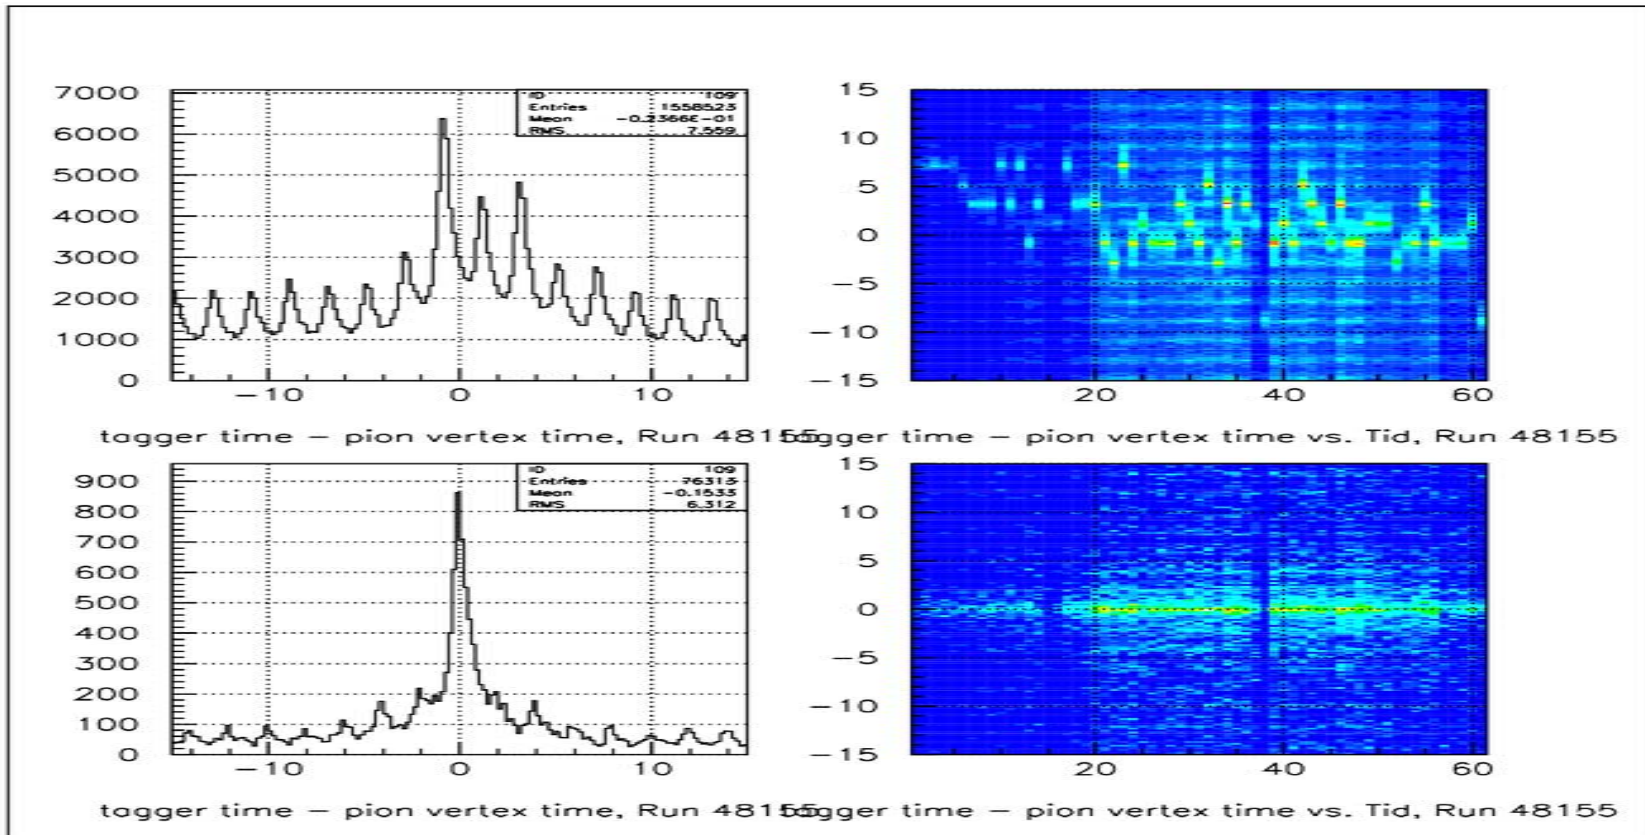 7000
6000
5000
4000
3000
2000
1000
0
−10 0 10
ID 109
Entries 1558523
Mean −0.2366E−01
RMS 7.559
tagger time − pion vertex time, Run 48155
15
10
5
0
−5
−10
−15
20 40 60
tagger time − pion vertex time vs. Tid, Run 48155
900
800
700
600
500
400
300
200
100
0
−10 0 10
ID 109
Entries 76313
Mean −0.1533
RMS 6.312
tagger time − pion vertex time, Run 48155
15
10
5
0
−5
−10
−15
20 40 60
tagger time − pion vertex time vs. Tid, Run 48155